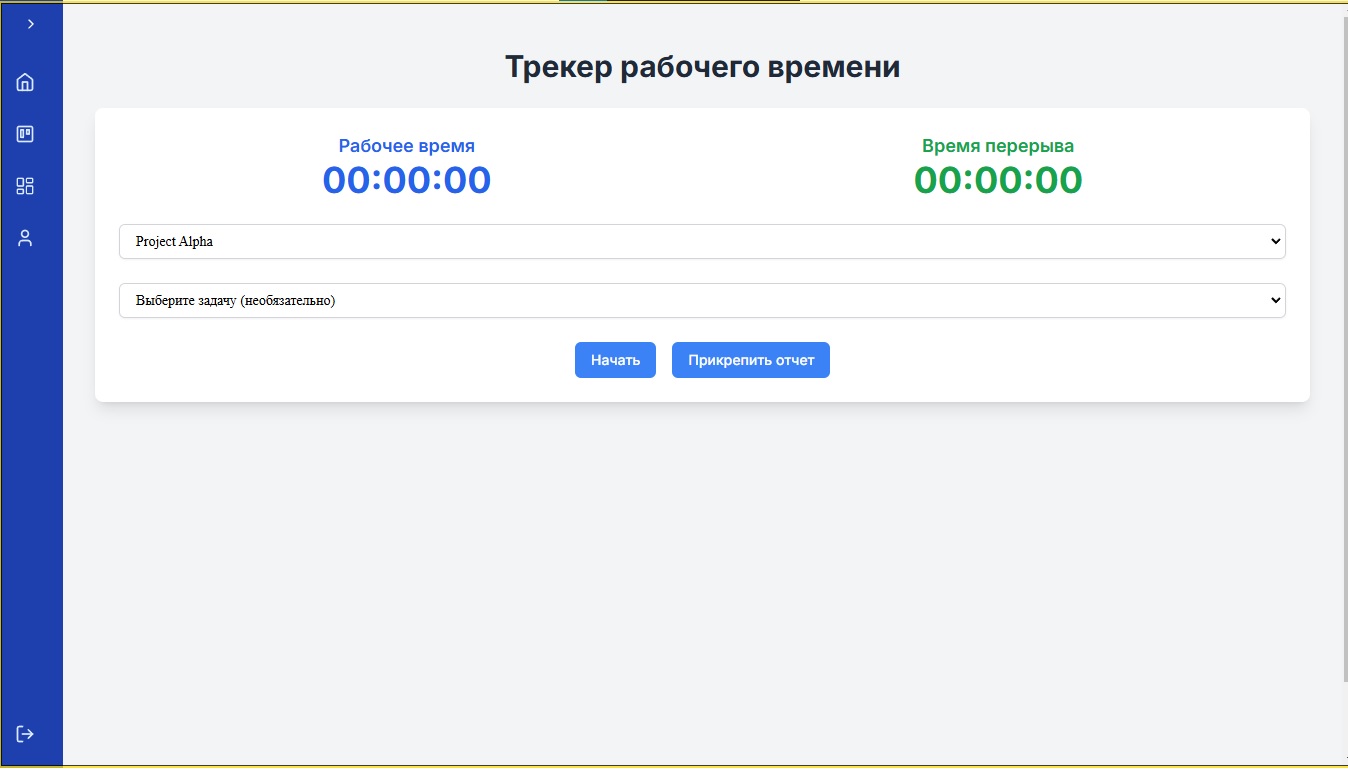 Трекер рабочего времени
Рабочее время
00:00:00
Время перерыва
00:00:00
Project Alpha
Выберите задачу (необязательно)
Начать
Прикрепить отчет